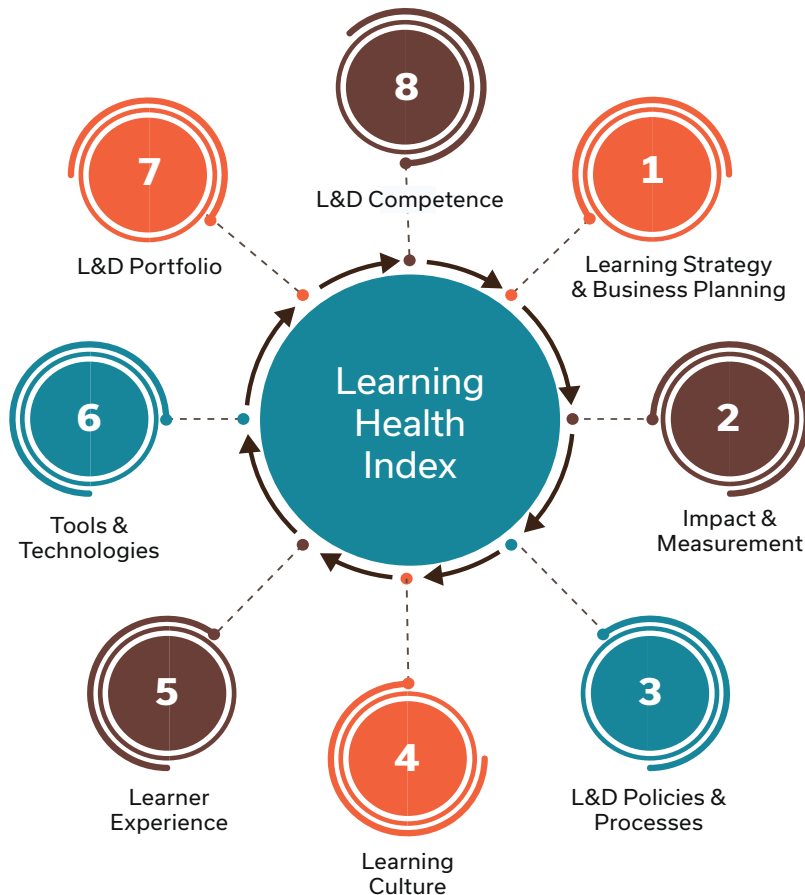 8
L&D Competence
1
Learning Strategy
& Business Planning
7
L&D Portfolio
Learning
Health
Index
2
Impact &
Measurement
6
Tools &
Technologies
3
L&D Policies &
Processes
5
Learner
Experience
4
Learning
Culture